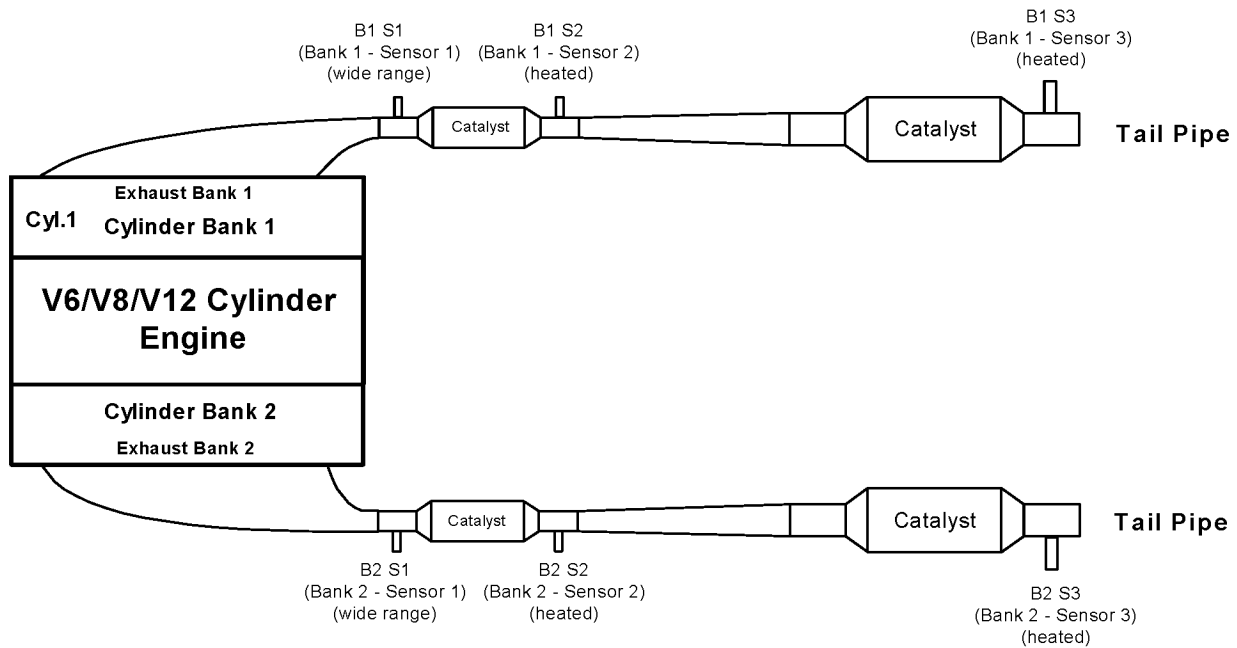 B1 S1
(Bank 1 - Sensor 1)
(wide range)
B1 S2
(Bank 1 - Sensor 2)
(heated)
B1 S3
(Bank 1 - Sensor 3)
(heated)
Catalyst
Catalyst
Tail Pipe
Exhaust Bank 1
Cyl.1
Cylinder Bank 1
V6/V8/V12 Cylinder
Engine
Cylinder Bank 2
Exhaust Bank 2
Catalyst
Catalyst
Tail Pipe
B2 S1
(Bank 2 - Sensor 1)
(wide range)
B2 S2
(Bank 2 - Sensor 2)
(heated)
B2 S3
(Bank 2 - Sensor 3)
(heated)